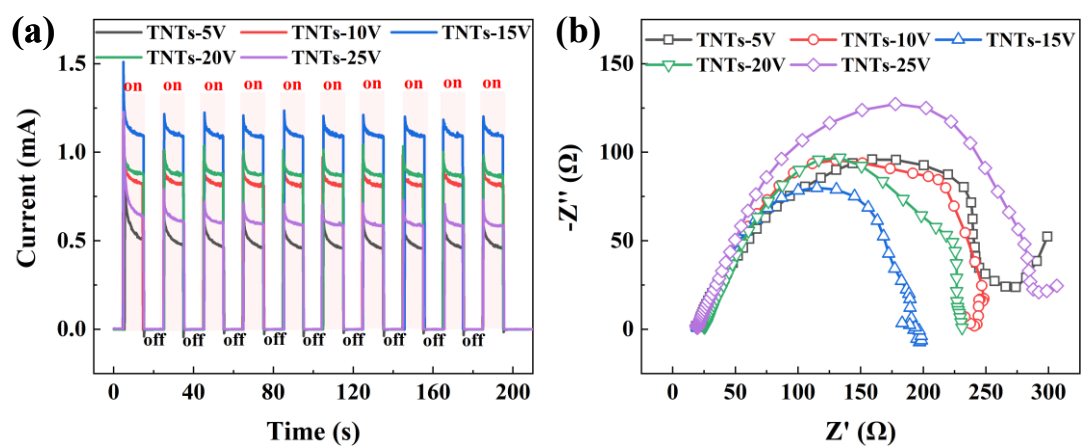 (a)
TNTs-5V TNTs-10V TNTs-15V
TNTs-20V TNTs-25V
1.5
1.0
0.5
0.0
on on on on on on on on on on
off off off off off off off off off
0 40 80 120 160 200
Current (mA)
Time (s)
(b)
TNTs-5V TNTs-10V TNTs-15V
TNTs-20V TNTs-25V
150
100
50
0
0 50 100 150 200 250 300
-Z'' (Ω)
Z' (Ω)